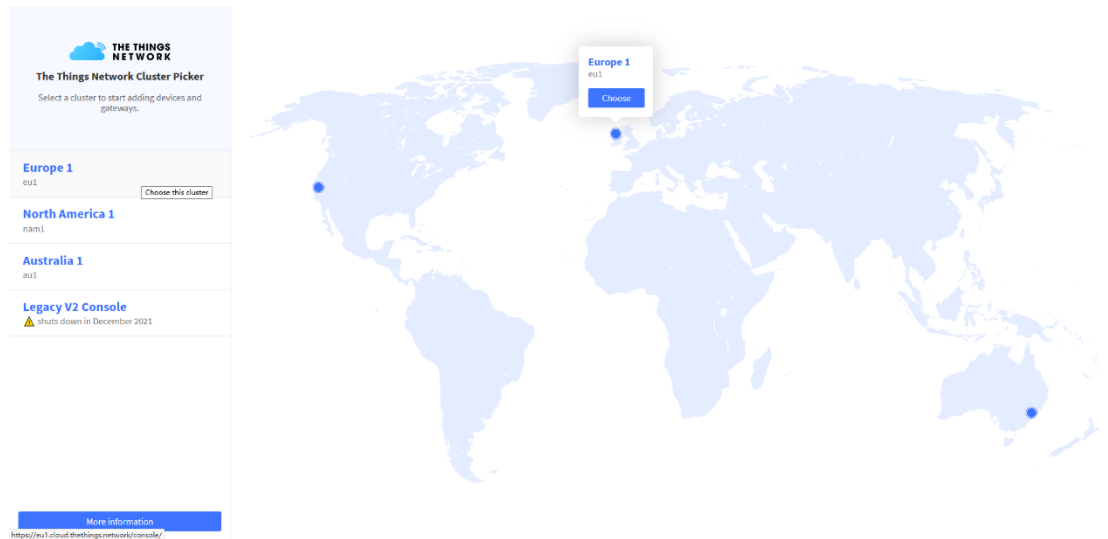 THE THINGS
NETWORK
The Things Network Cluster Picker
Select a cluster to start adding devices and
gateways.
Europe 1
eu1
Choose this cluster
North America 1
nam1
Australia 1
au1
Legacy V2 Console
⚠ shuts down in December 2021
More information
https://eu1.cloud.thethings.network/console/
Europe 1
eu1
Choose